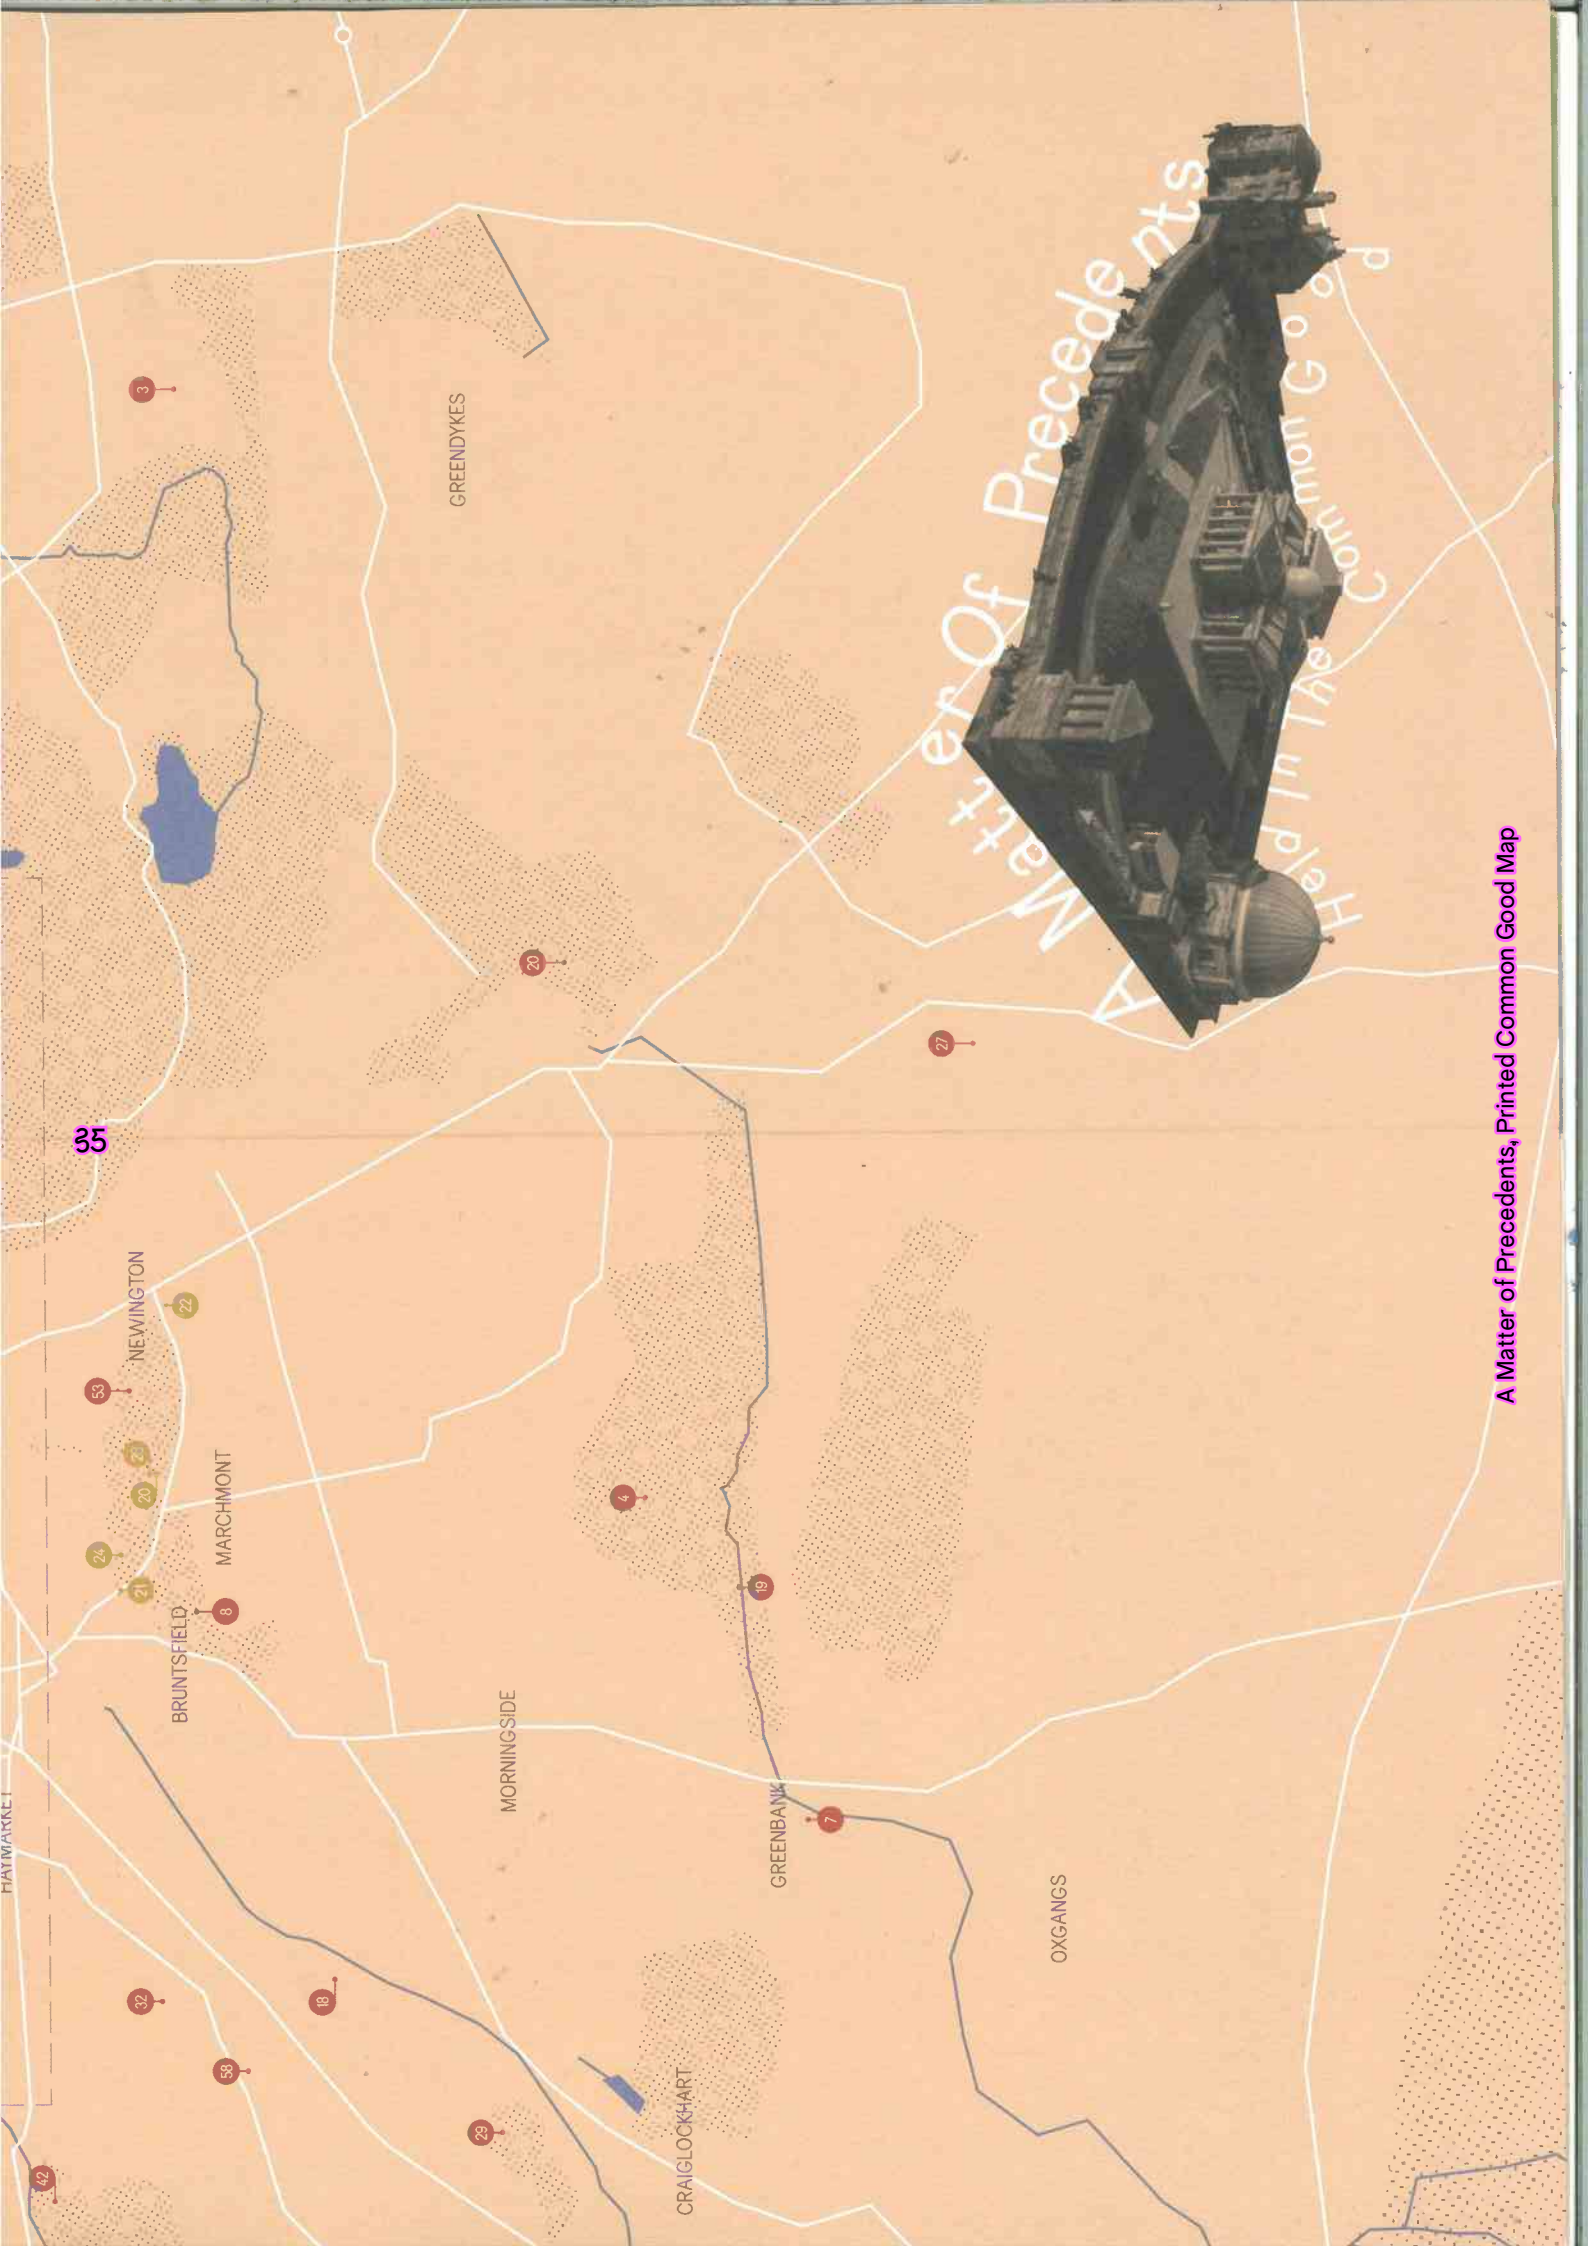 A Matter Of Precedents
Held In The Common Good
HAYMARKET
NEWINGTON
MARCHMONT
BRUNTSFIELD
GREENDYKES
MORNINGSIDE
GREENBANK
CRAIGLOCKHART
OXGANGS
3
20
27
53
22
20
24
21
8
4
19
7
32
18
58
29
42
35
A Matter of Precedents, Printed Common Good Map